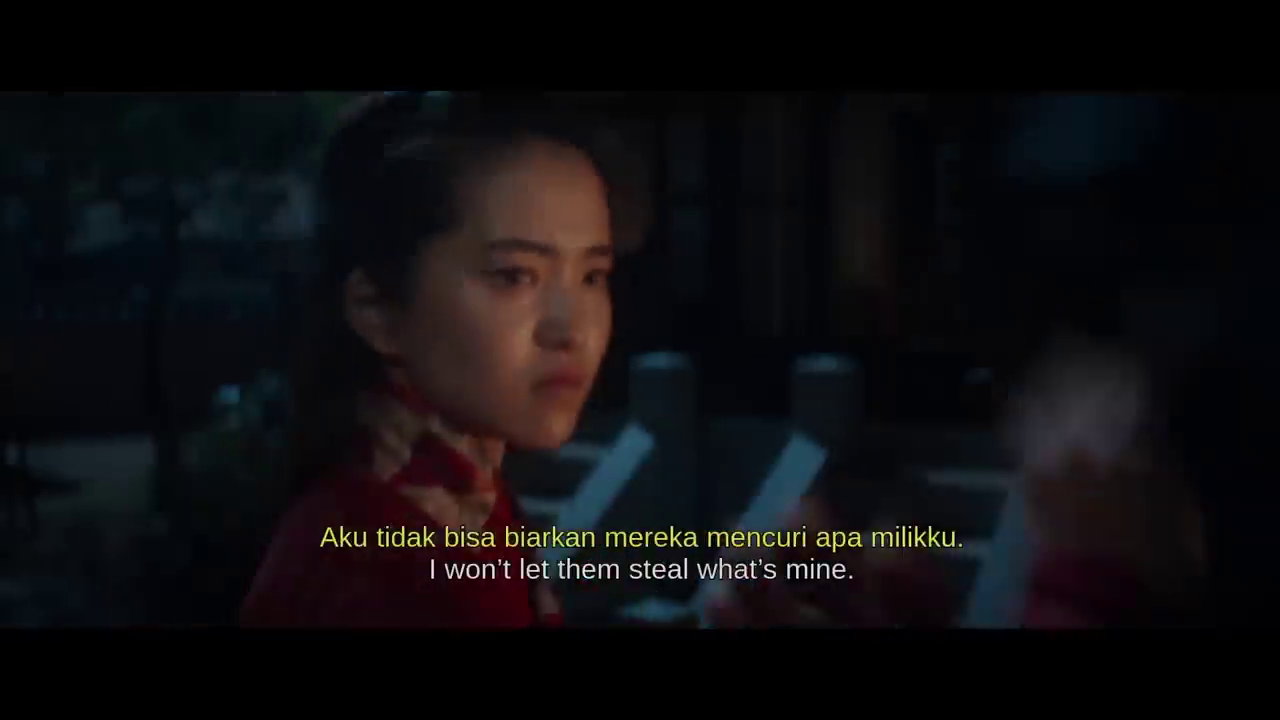 Aku tidak bisa biarkan mereka mencuri apa milikku.
I won’t let them steal what’s mine.